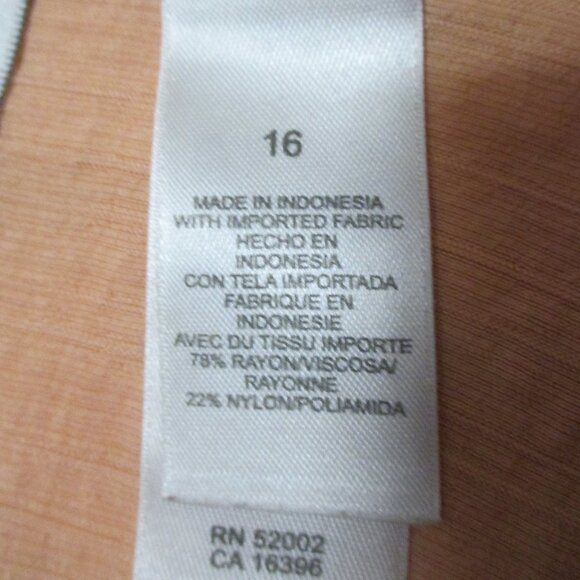 16
MADE IN INDONESIA
WITH IMPORTED FABRIC
HECHO EN
INDONESIA
CON TELA IMPORTADA
FABRIQUE EN
INDONESIE
AVEC DU TISSU IMPORTE
78% RAYON/VISCOSA/
RAYONNE
22% NYLON/POLIAMIDA
RN 52002
CA 16396